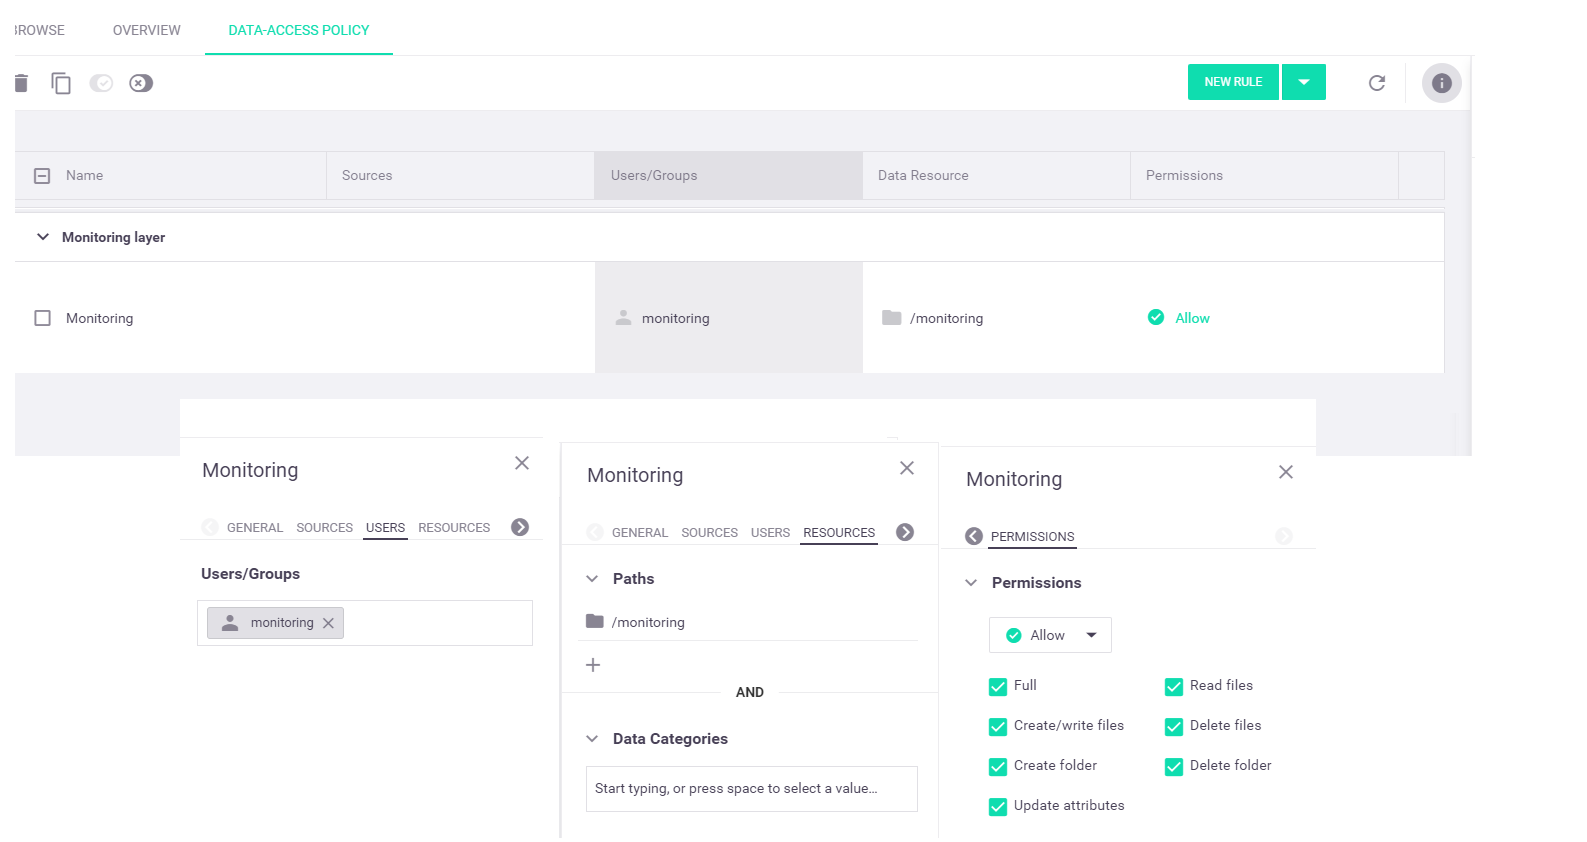 BROWSE OVERVIEW DATA-ACCESS POLICY
NEW RULE
Name Sources Users/Groups Data Resource Permissions
Monitoring layer
Monitoring monitoring /monitoring Allow
Monitoring
GENERAL SOURCES USERS RESOURCES
Users/Groups
monitoring
Monitoring
GENERAL SOURCES USERS RESOURCES
Paths
/monitoring
AND
Data Categories
Start typing, or press space to select a value...
Monitoring
PERMISSIONS
Permissions
Allow
Full Read files
Create/write files Delete files
Create folder Delete folder
Update attributes